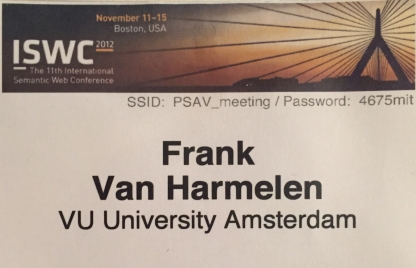 November 11-15
Boston, USA
ISWC 2012
The 11th International
Semantic Web Conference
SSID: PSAV_meeting / Password: 4675mit
Frank
Van Harmelen
VU University Amsterdam